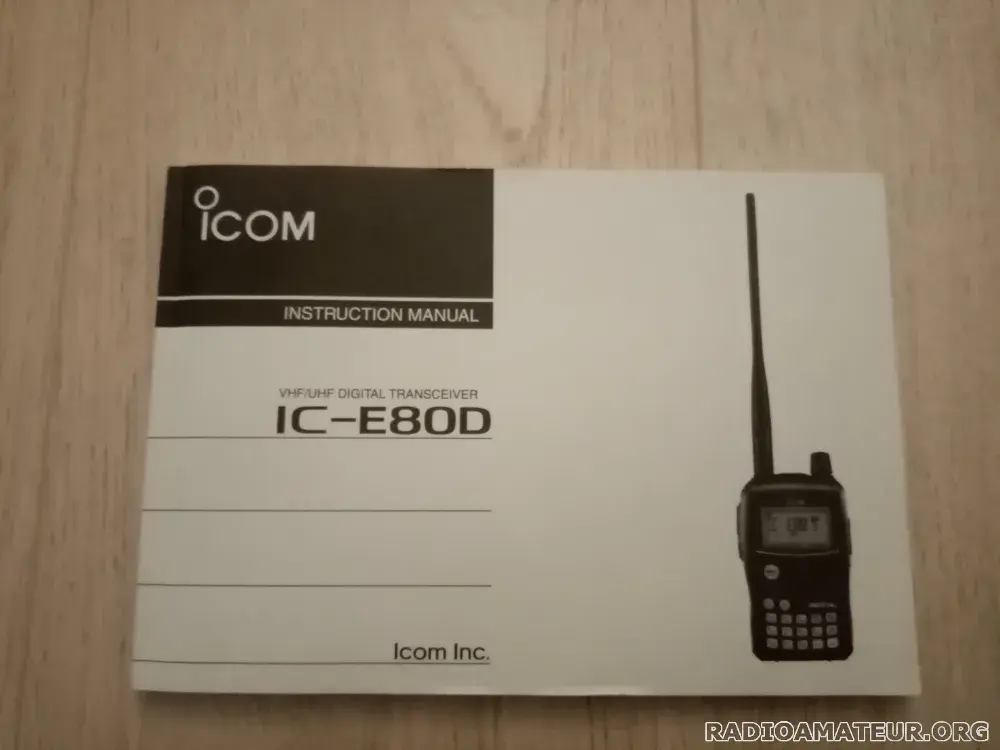 ICOM
INSTRUCTION MANUAL
VHF/UHF DIGITAL TRANSCEIVER
IC-E80D
Icom Inc.
RADIOAMATEUR.ORG